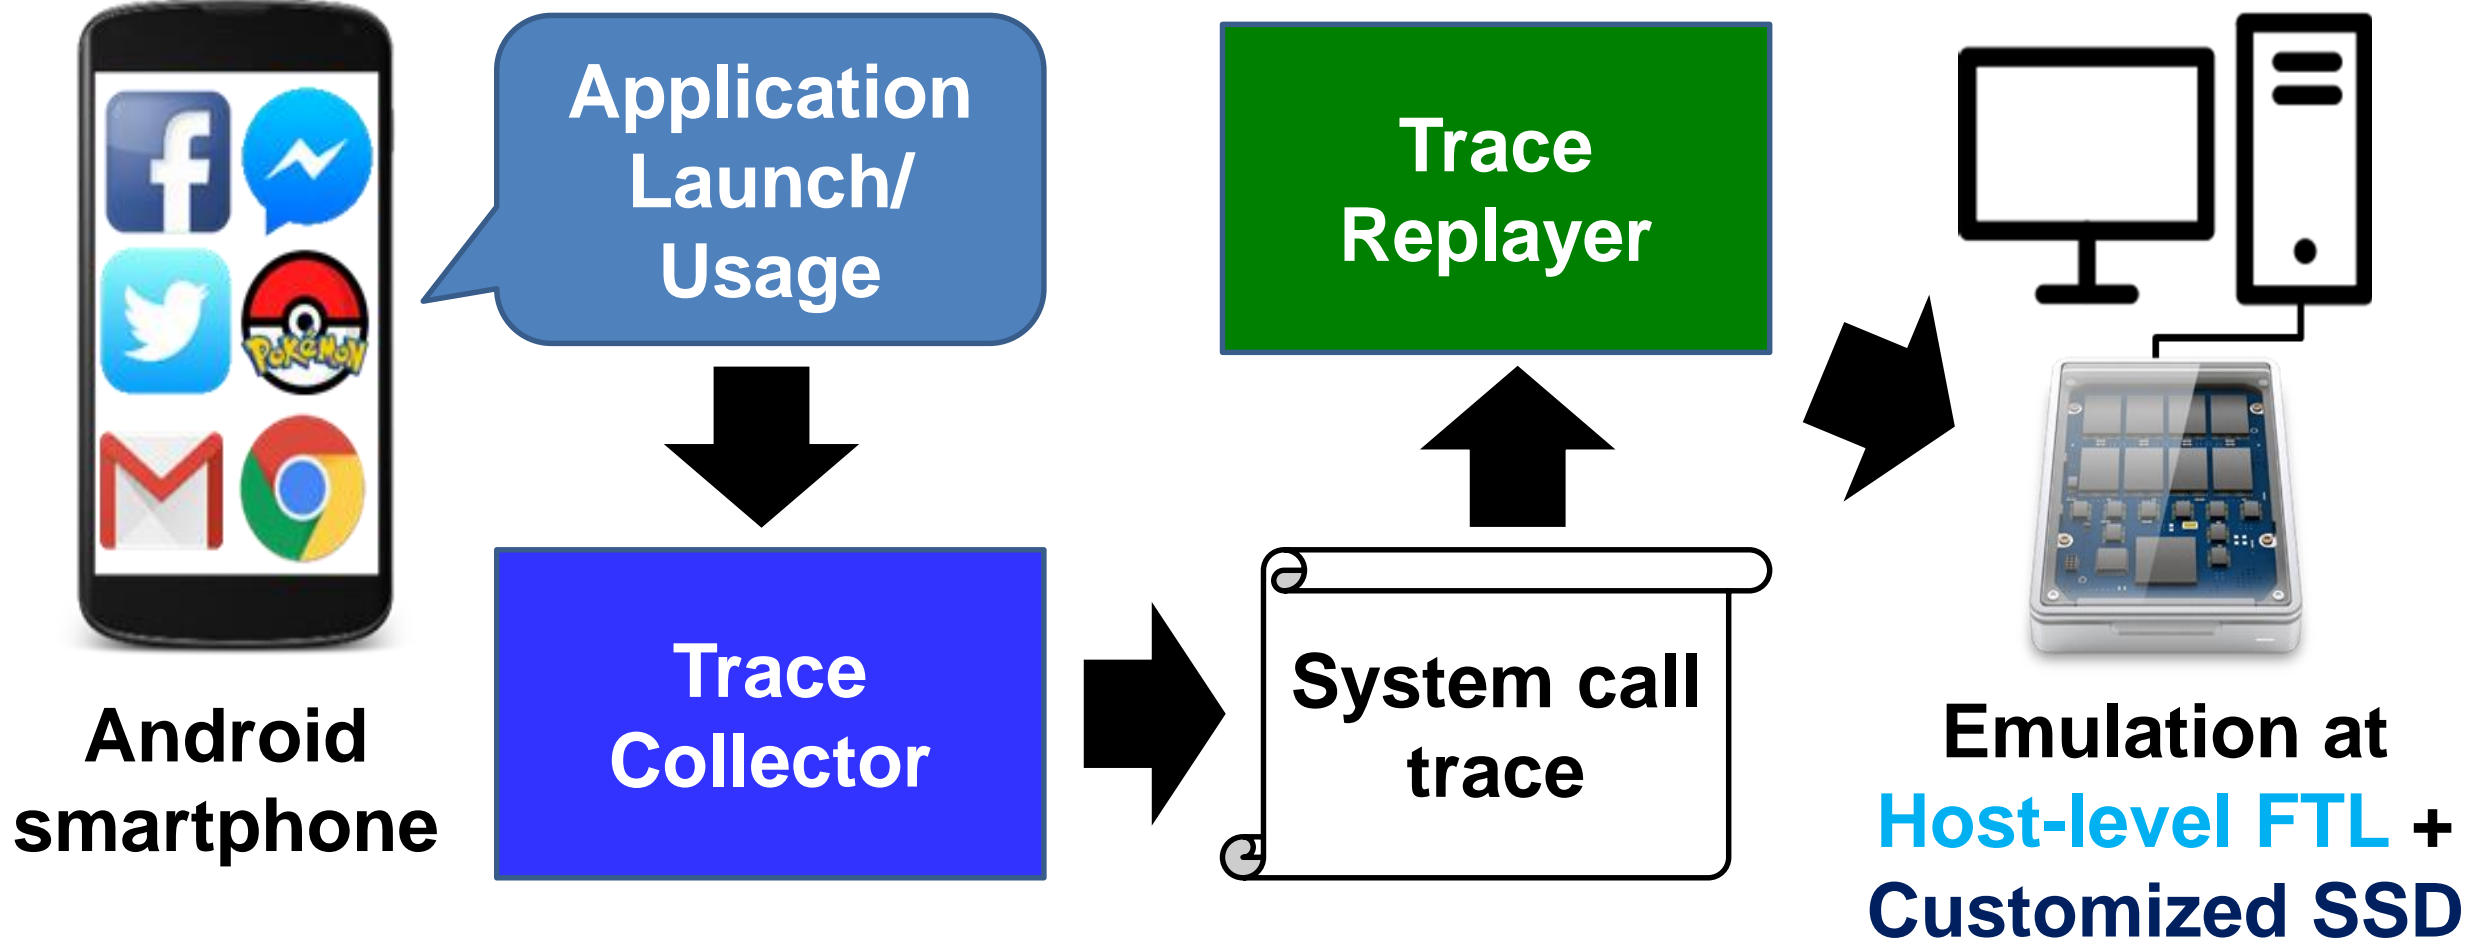 f
Pokémon
Android
smartphone
Application
Launch/
Usage
Trace
Collector
System call
trace
Trace
Replayer
Emulation at
Host-level FTL +
Customized SSD